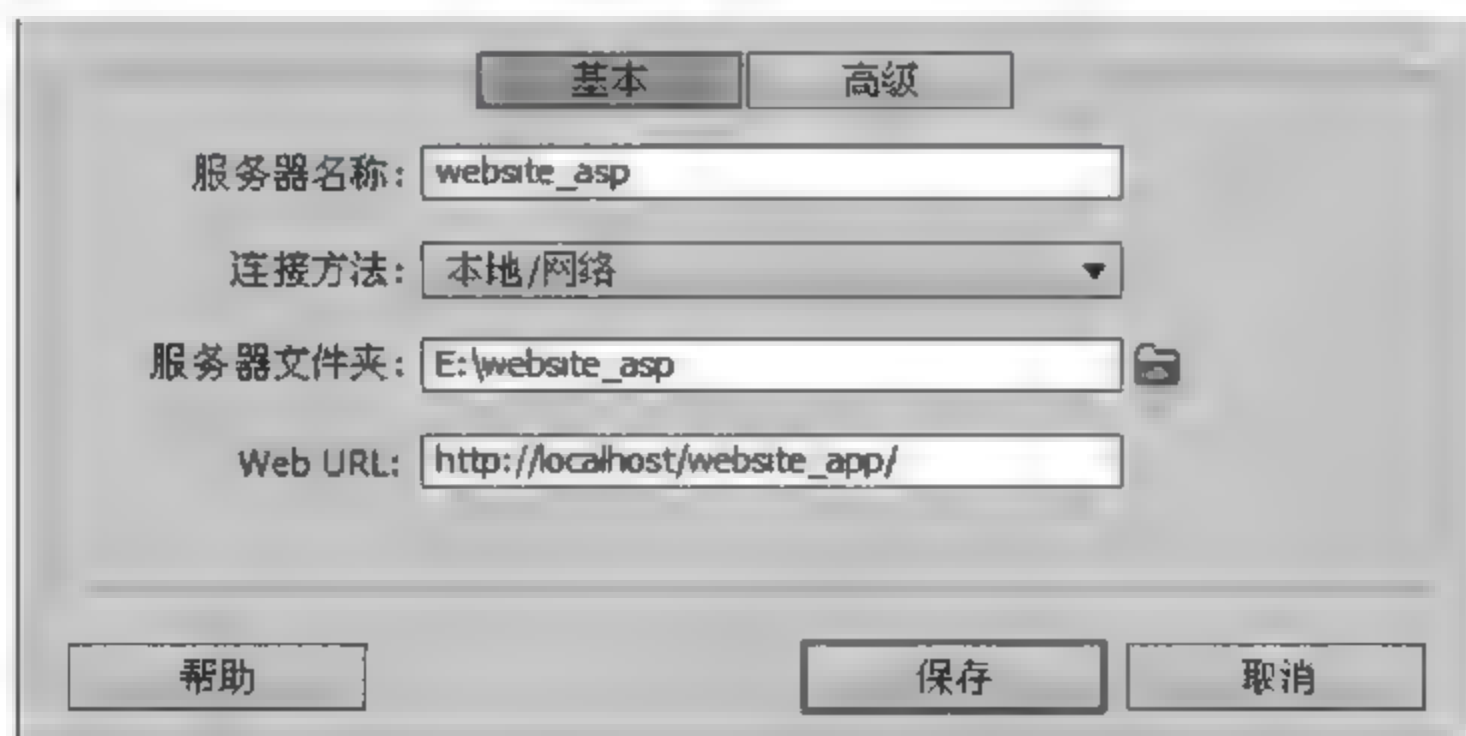 基本 高级
服务器名称: website_asp
连接方法: 本地/网络
服务器文件夹: E:\website_asp
Web URL: http://localhost/website_app/
帮助 保存 取消